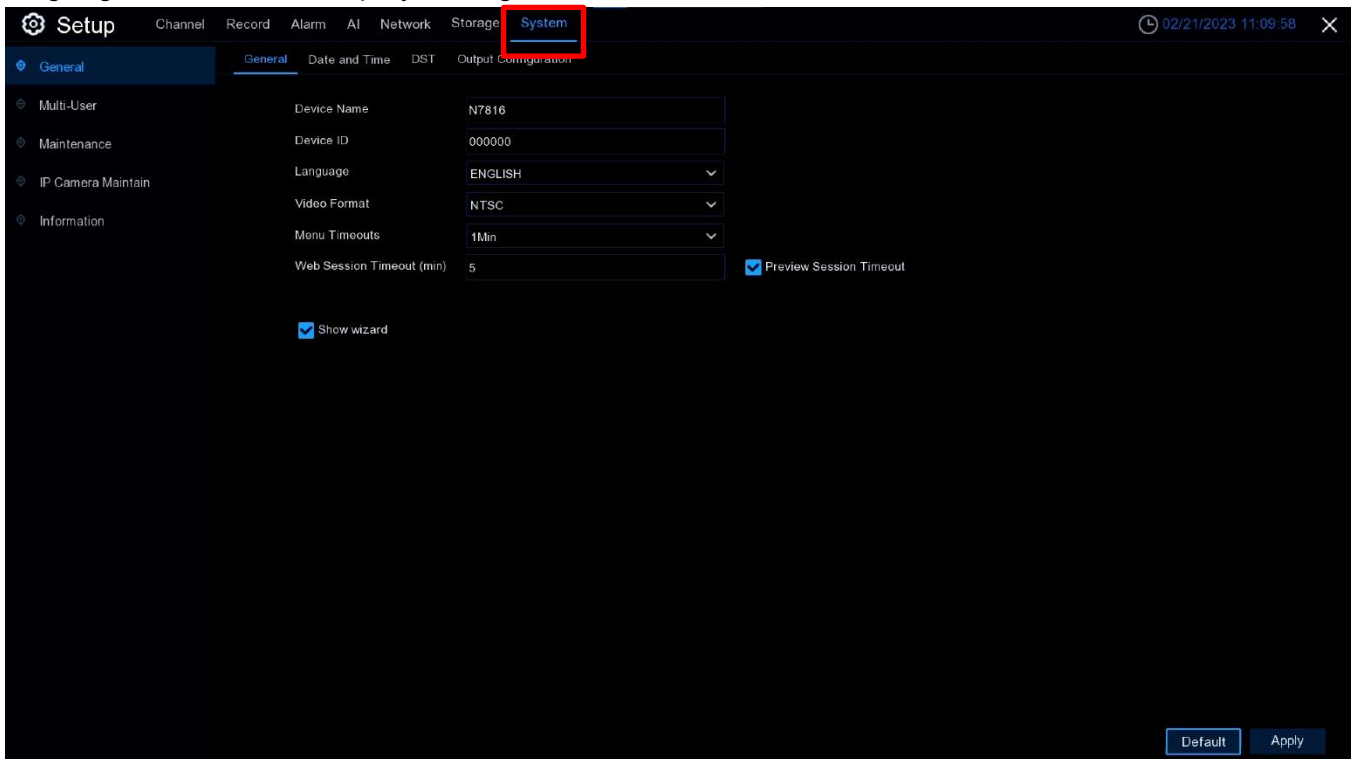 Setup Channel Record Alarm AI Network Storage System 02/21/2023 11:09:58
General
Multi-User
Maintenance
IP Camera Maintain
Information
General Date and Time DST Output Configuration
Device Name N7816
Device ID 000000
Language ENGLISH
Video Format NTSC
Menu Timeouts 1Min
Web Session Timeout (min) 5 Preview Session Timeout
Show wizard
Default Apply